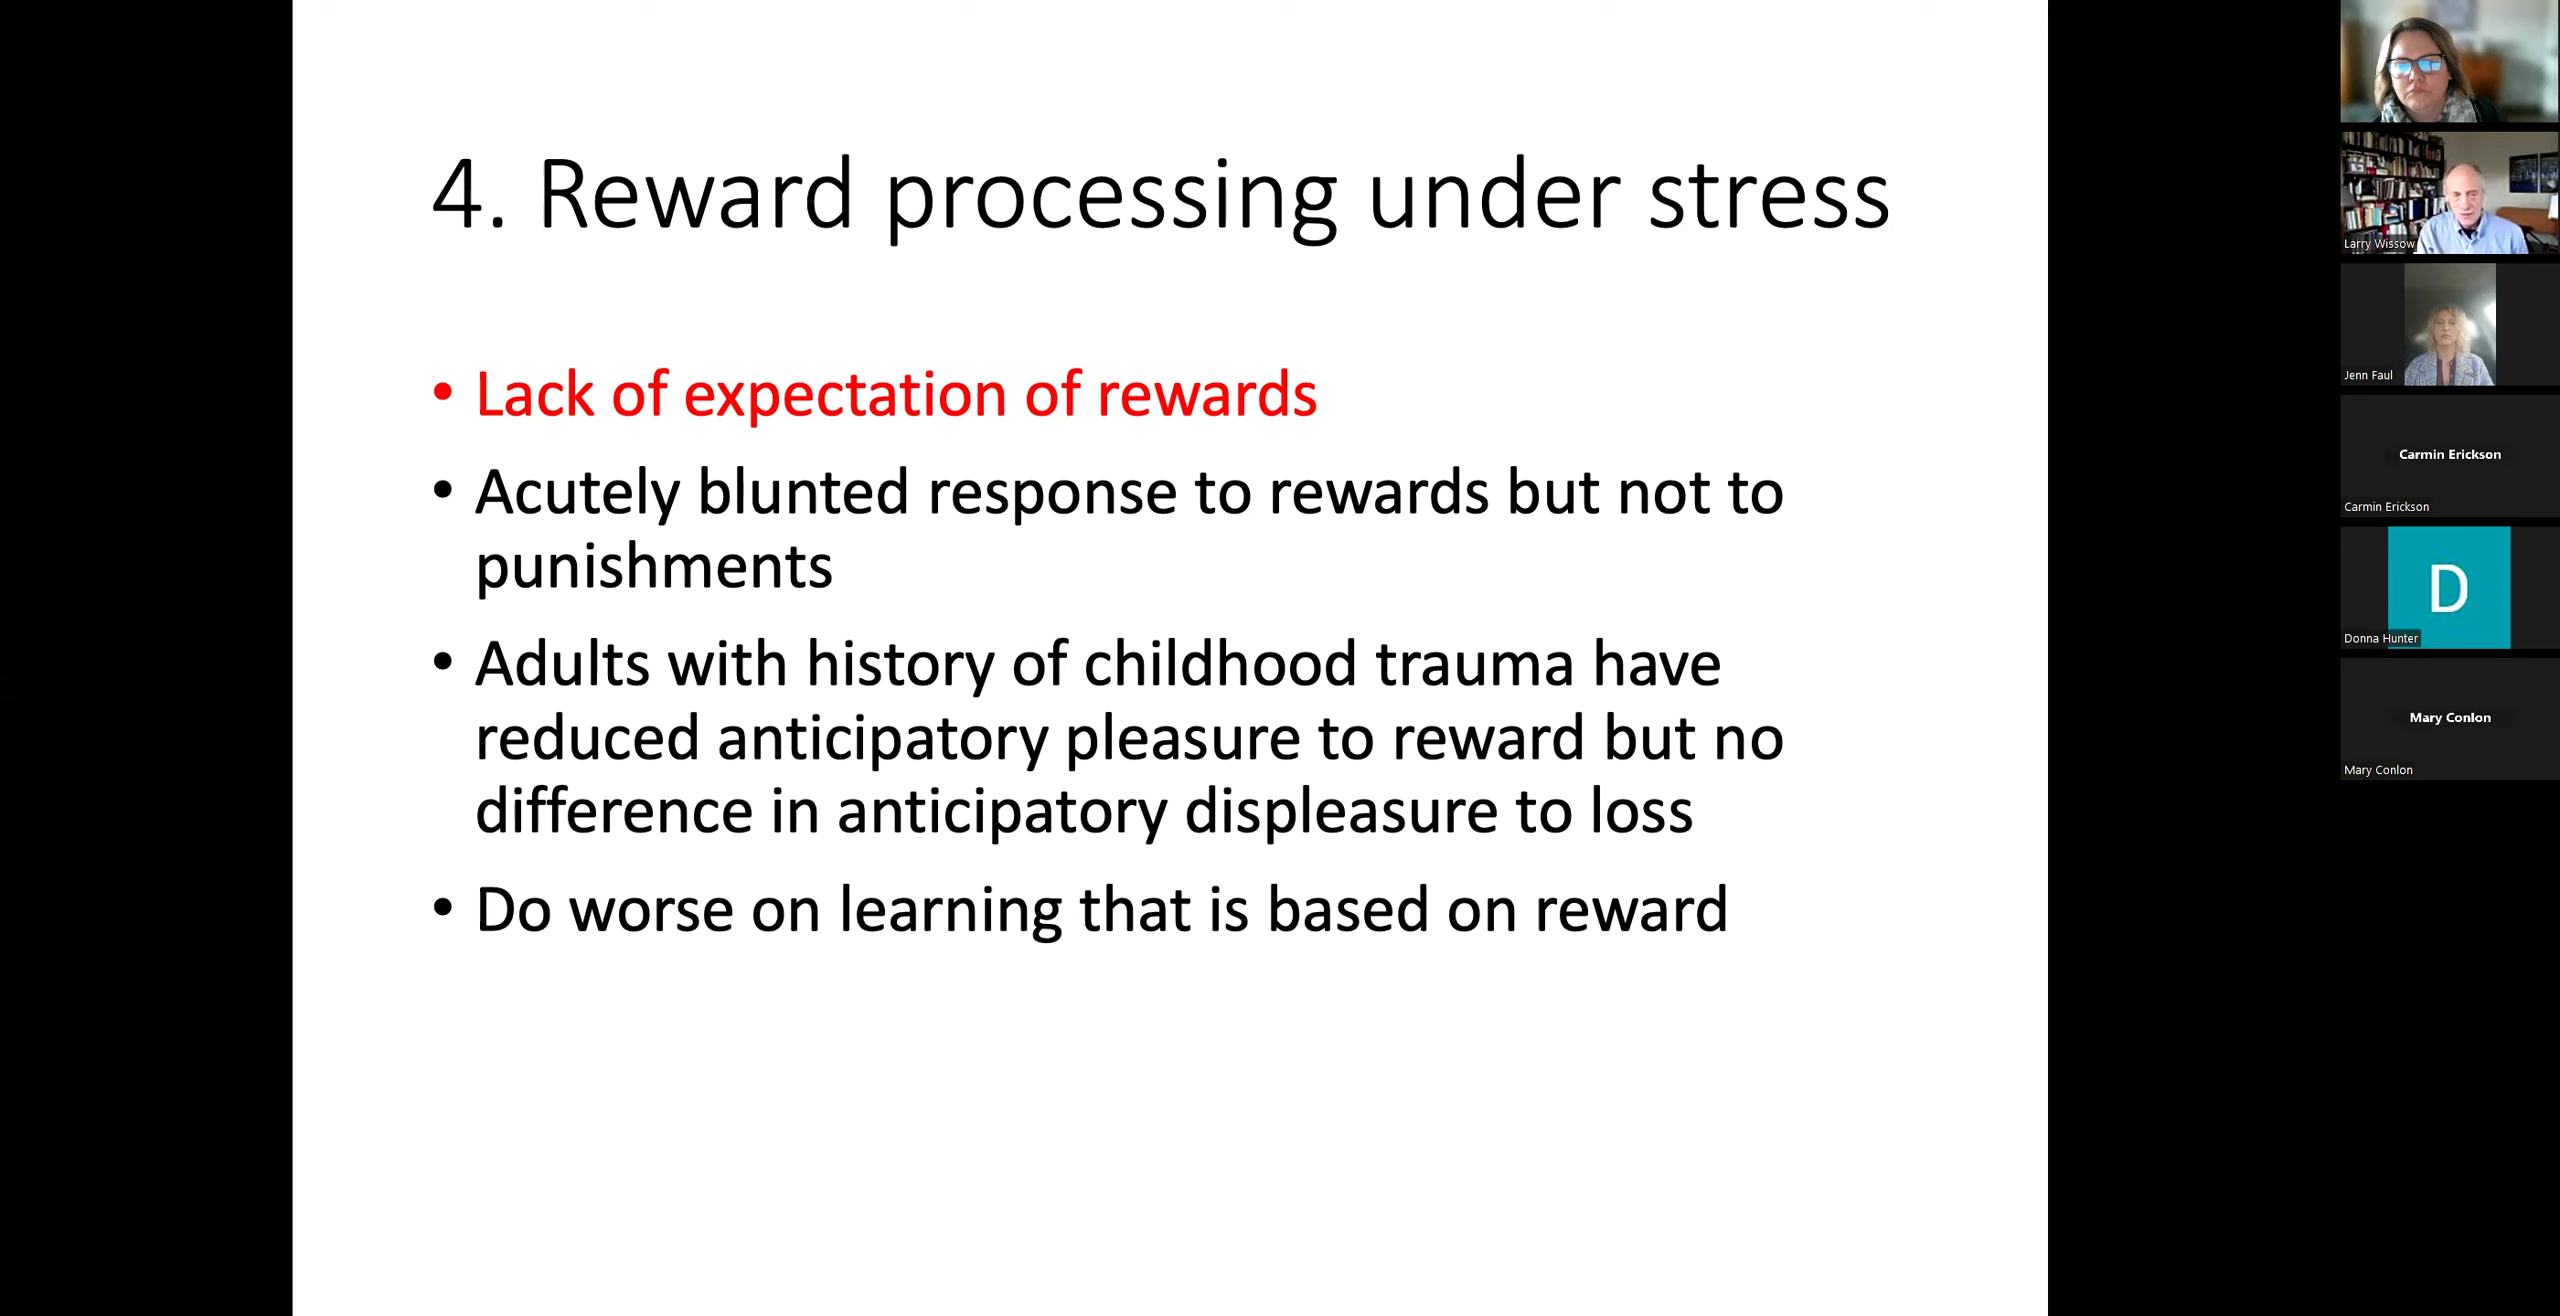 4. Reward processing under stress
• Lack of expectation of rewards
• Acutely blunted response to rewards but not to
punishments
• Adults with history of childhood trauma have
reduced anticipatory pleasure to reward but no
difference in anticipatory displeasure to loss
• Do worse on learning that is based on reward
Larry Wissow
Jenn Faul
Carmin Erickson
Carmin Erickson
D
Donna Hunter
Mary Conlon
Mary Conlon